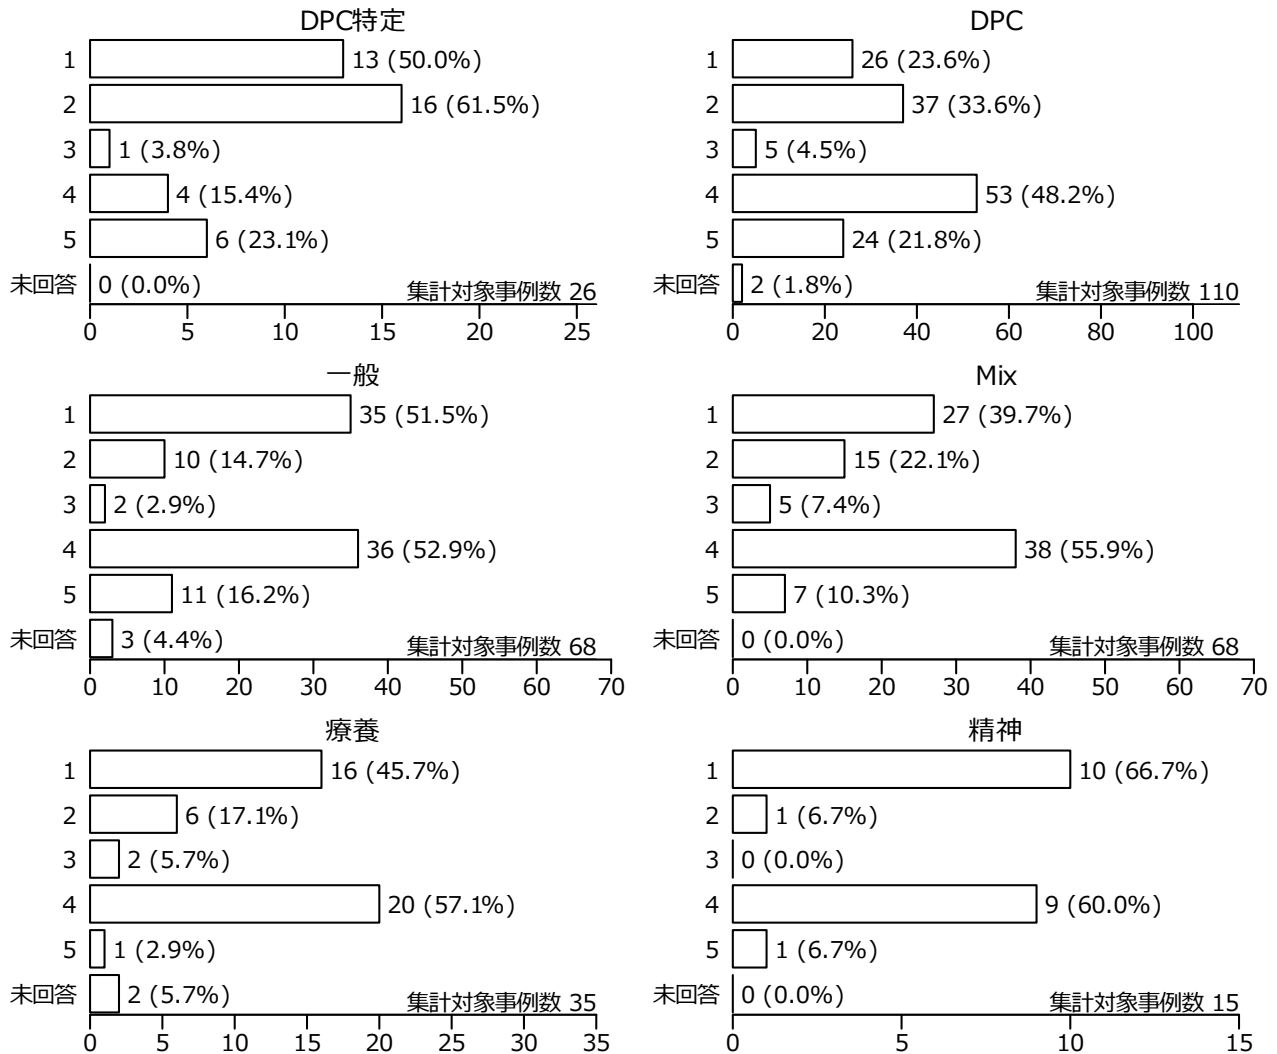 DPC特定
1 13 (50.0%)
2 16 (61.5%)
3 1 (3.8%)
4 4 (15.4%)
5 6 (23.1%)
未回答 0 (0.0%) 集計対象事例数 26
0 5 10 15 20 25
DPC
1 26 (23.6%)
2 37 (33.6%)
3 5 (4.5%)
4 53 (48.2%)
5 24 (21.8%)
未回答 2 (1.8%) 集計対象事例数 110
0 20 40 60 80 100
一般
1 35 (51.5%)
2 10 (14.7%)
3 2 (2.9%)
4 36 (52.9%)
5 11 (16.2%)
未回答 3 (4.4%) 集計対象事例数 68
0 10 20 30 40 50 60 70
Mix
1 27 (39.7%)
2 15 (22.1%)
3 5 (7.4%)
4 38 (55.9%)
5 7 (10.3%)
未回答 0 (0.0%) 集計対象事例数 68
0 10 20 30 40 50 60 70
療養
1 16 (45.7%)
2 6 (17.1%)
3 2 (5.7%)
4 20 (57.1%)
5 1 (2.9%)
未回答 2 (5.7%) 集計対象事例数 35
0 5 10 15 20 25 30 35
精神
1 10 (66.7%)
2 1 (6.7%)
3 0 (0.0%)
4 9 (60.0%)
5 1 (6.7%)
未回答 0 (0.0%) 集計対象事例数 15
0 5 10 15